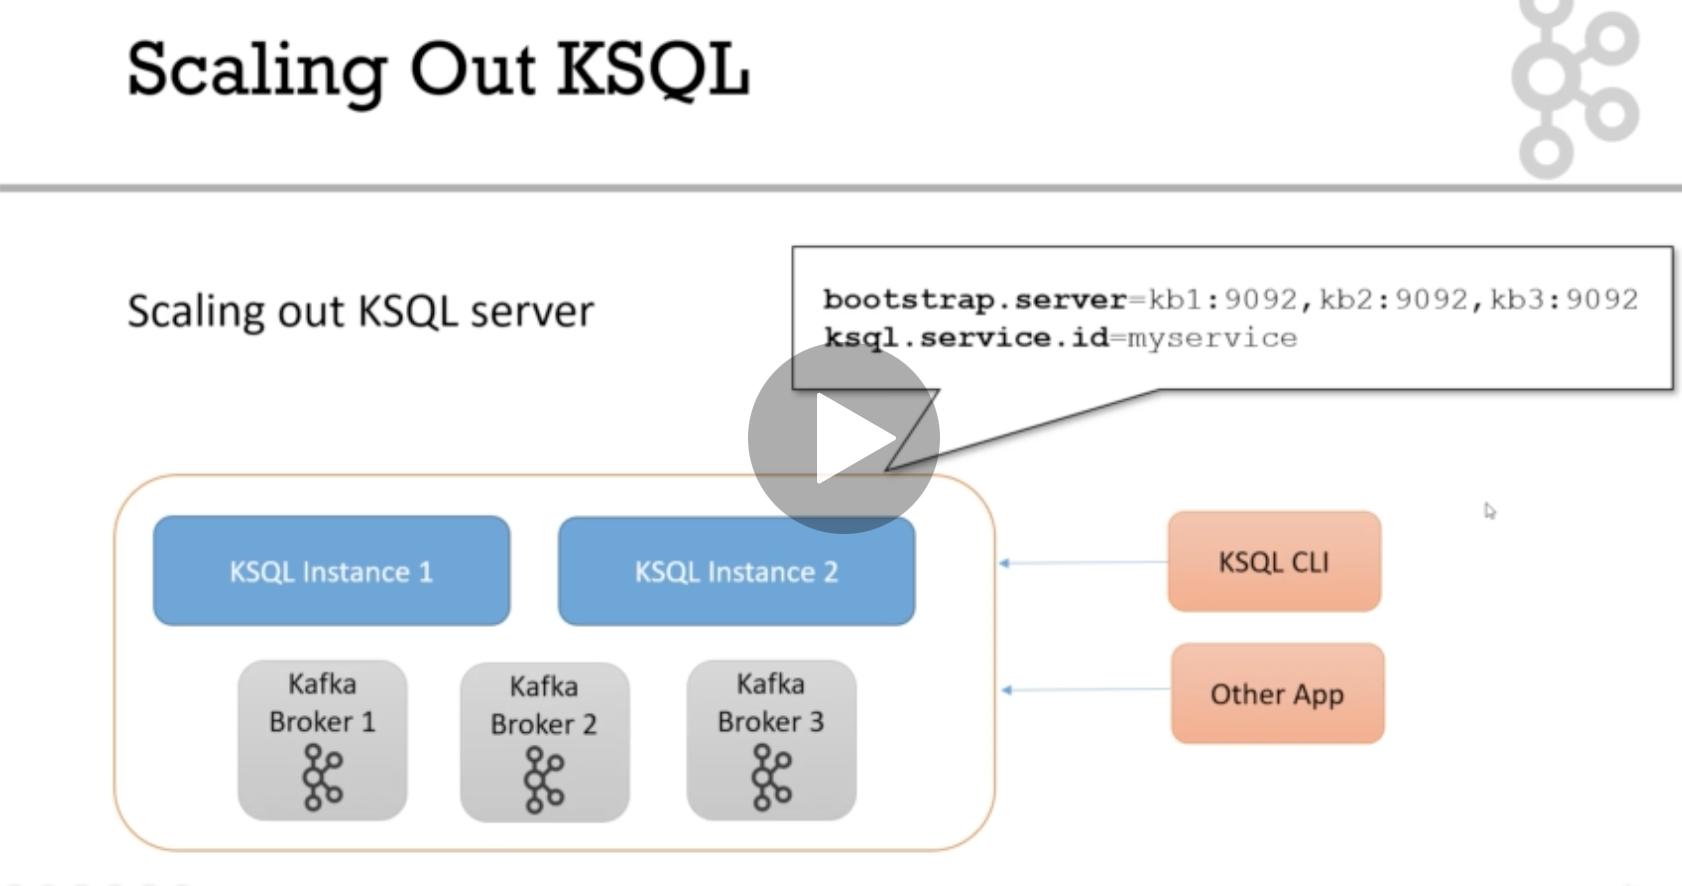 Scaling Out KSQL
Scaling out KSQL server
bootstrap.server=kb1:9092,kb2:9092,kb3:9092
ksql.service.id=myservice
KSQL Instance 1
KSQL Instance 2
KSQL CLI
Kafka
Broker 1
Kafka
Broker 2
Kafka
Broker 3
Other App